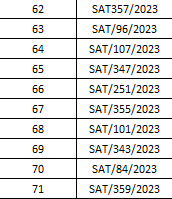 62 SAT357/2023
63 SAT/96/2023
64 SAT/107/2023
65 SAT/347/2023
66 SAT/251/2023
67 SAT/355/2023
68 SAT/101/2023
69 SAT/343/2023
70 SAT/84/2023
71 SAT/359/2023